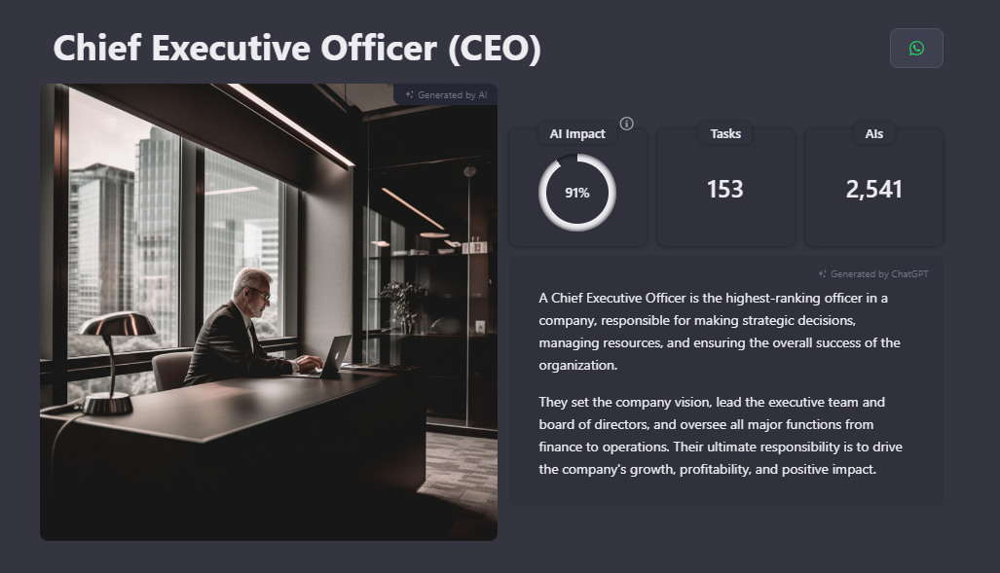 Chief Executive Officer (CEO)
Generated by AI
AI Impact
91%
Tasks
153
AIs
2,541
Generated by ChatGPT
A Chief Executive Officer is the highest-ranking officer in a
company, responsible for making strategic decisions,
managing resources, and ensuring the overall success of the
organization.
They set the company vision, lead the executive team and
board of directors, and oversee all major functions from
finance to operations. Their ultimate responsibility is to drive
the company's growth, profitability, and positive impact.